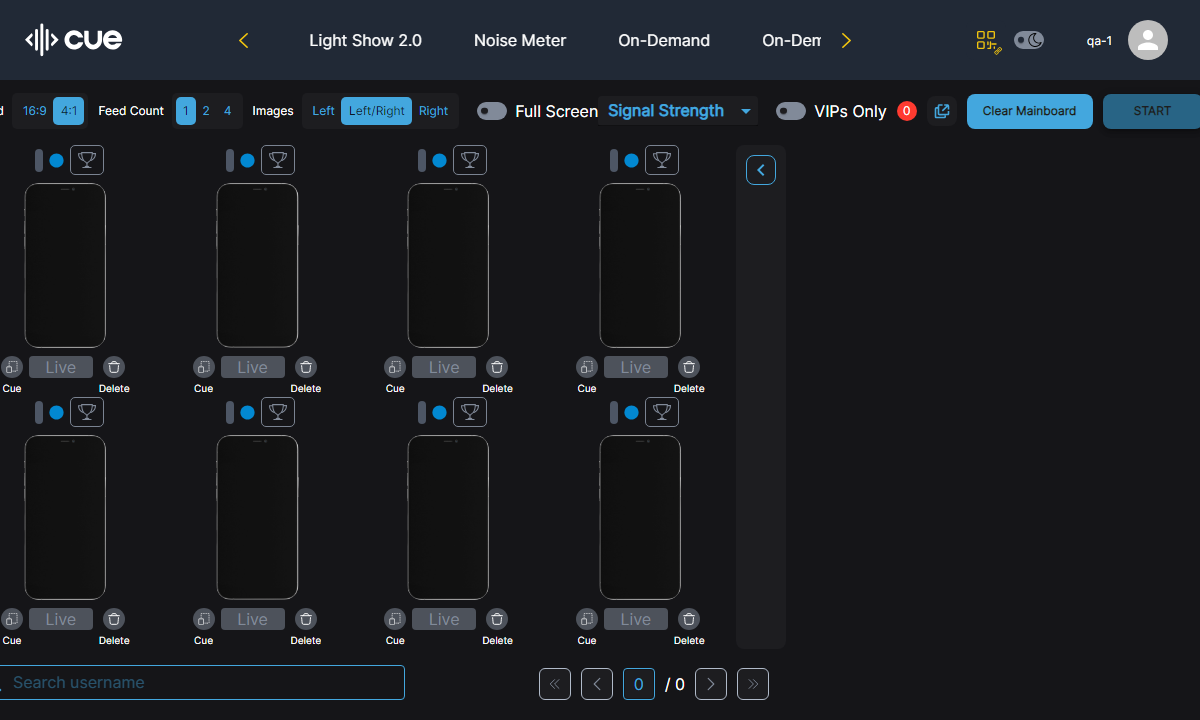 cue
Light Show 2.0 Noise Meter On-Demand On-Dem
qa-1
d 16:9 4:1 Feed Count 1 2 4 Images Left Left/Right Right Full Screen Signal Strength VIPs Only 0 Clear Mainboard START
Live Live Live Live
Cue Delete Cue Delete Cue Delete Cue Delete
Live Live Live Live
Cue Delete Cue Delete Cue Delete Cue Delete
Search username
0 / 0